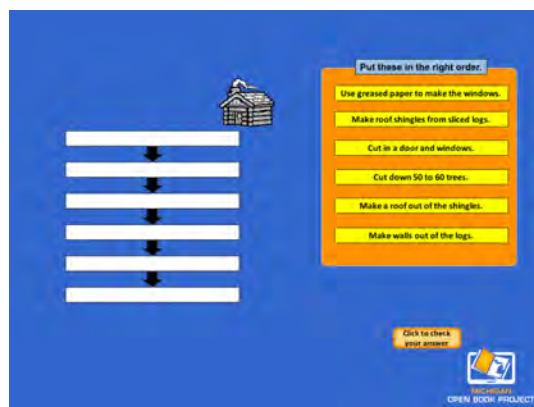 Put these in the right order.
Use greased paper to make the windows.
Make roof shingles from sliced logs.
Cut in a door and windows.
Cut down 50 to 60 trees.
Make a roof out of the shingles.
Make walls out of the logs.
Click to check
your answer
MICHIGAN
OPEN BOOK PROJECT